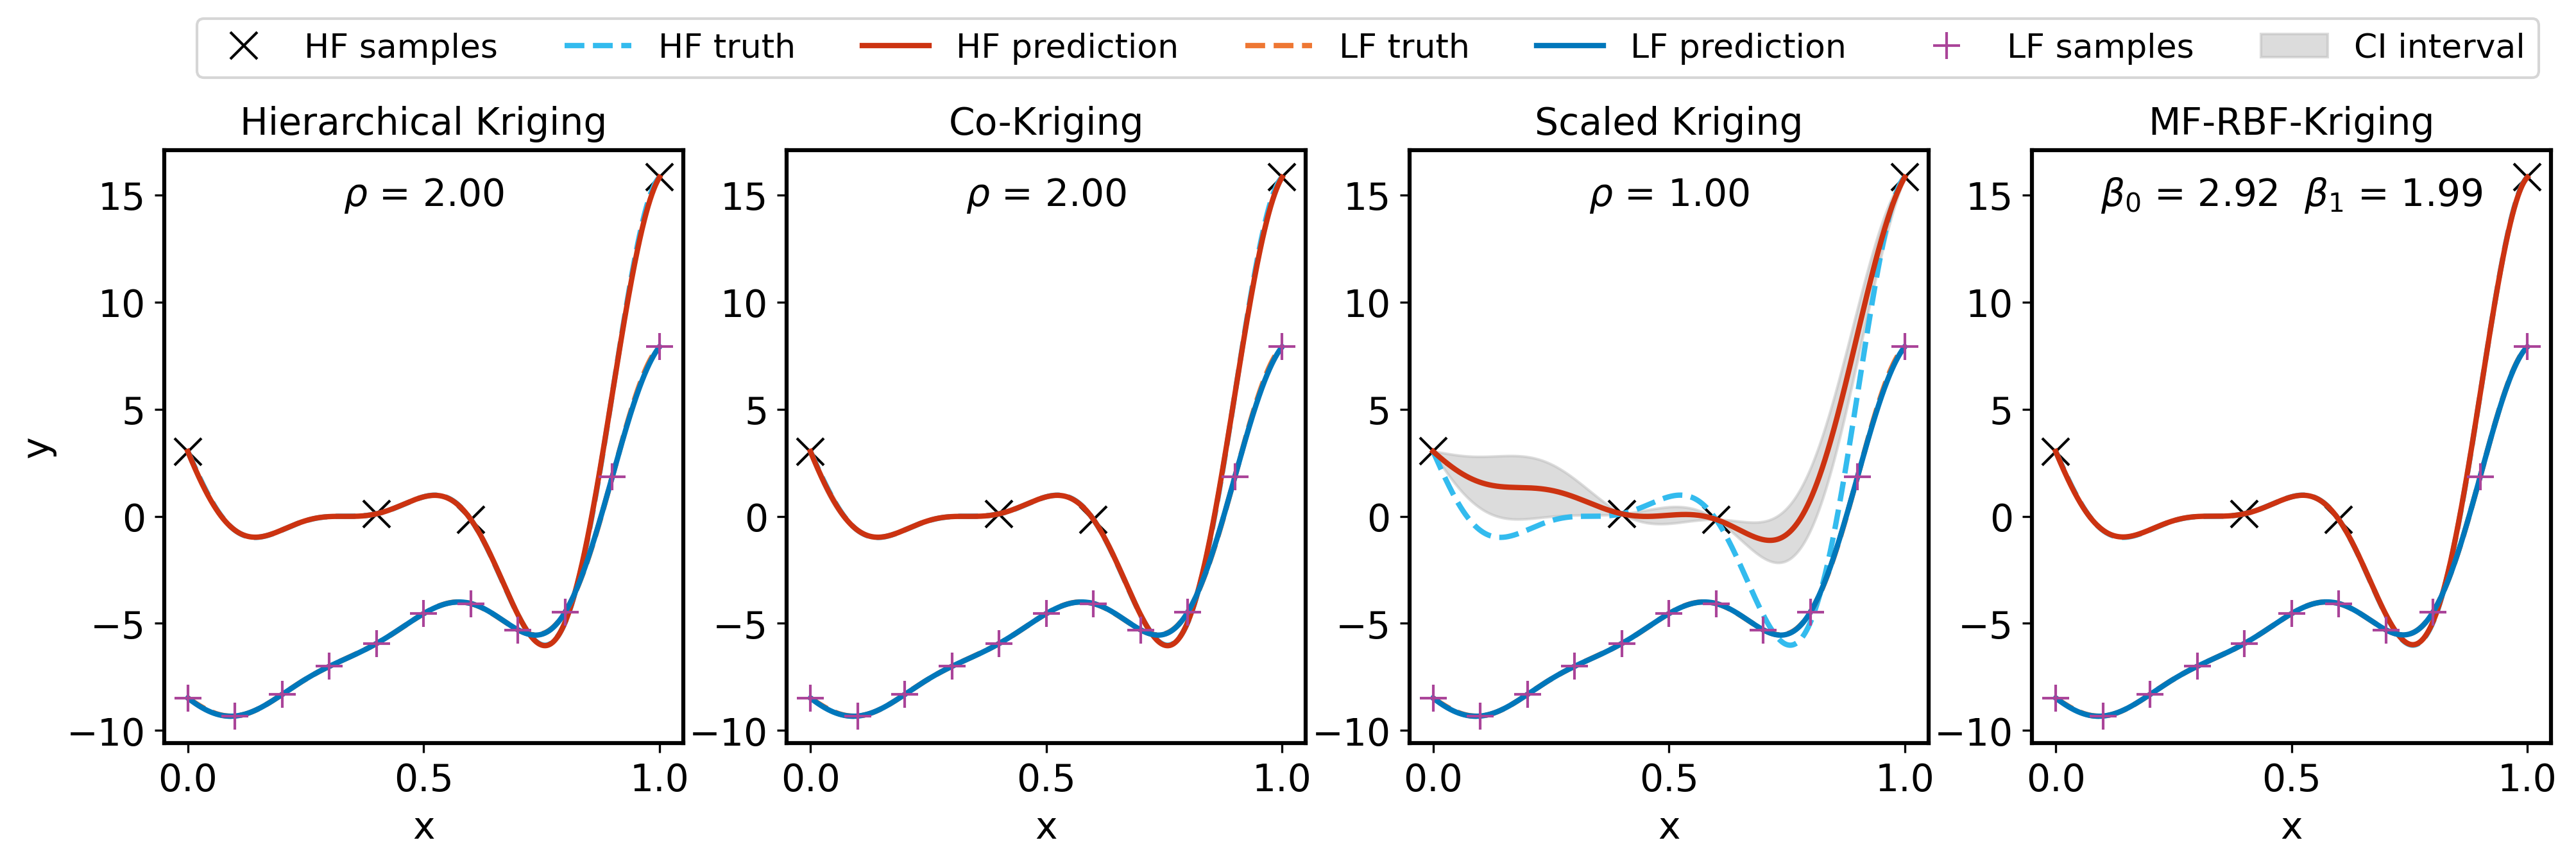 HF samples HF truth HF prediction LF truth LF prediction LF samples CI interval
Hierarchical Kriging Co-Kriging Scaled Kriging MF-RBF-Kriging
ρ = 2.00 ρ = 2.00 ρ = 1.00 β₀ = 2.92 β₁ = 1.99
15 15 15 15
10 10 10 10
5 5 5 5
y
0 0 0 0
−5 −5 −5 −5
−10 −10 −10 −10
0.0 0.5 1.0 0.0 0.5 1.0 0.0 0.5 1.0 0.0 0.5 1.0
x x x x